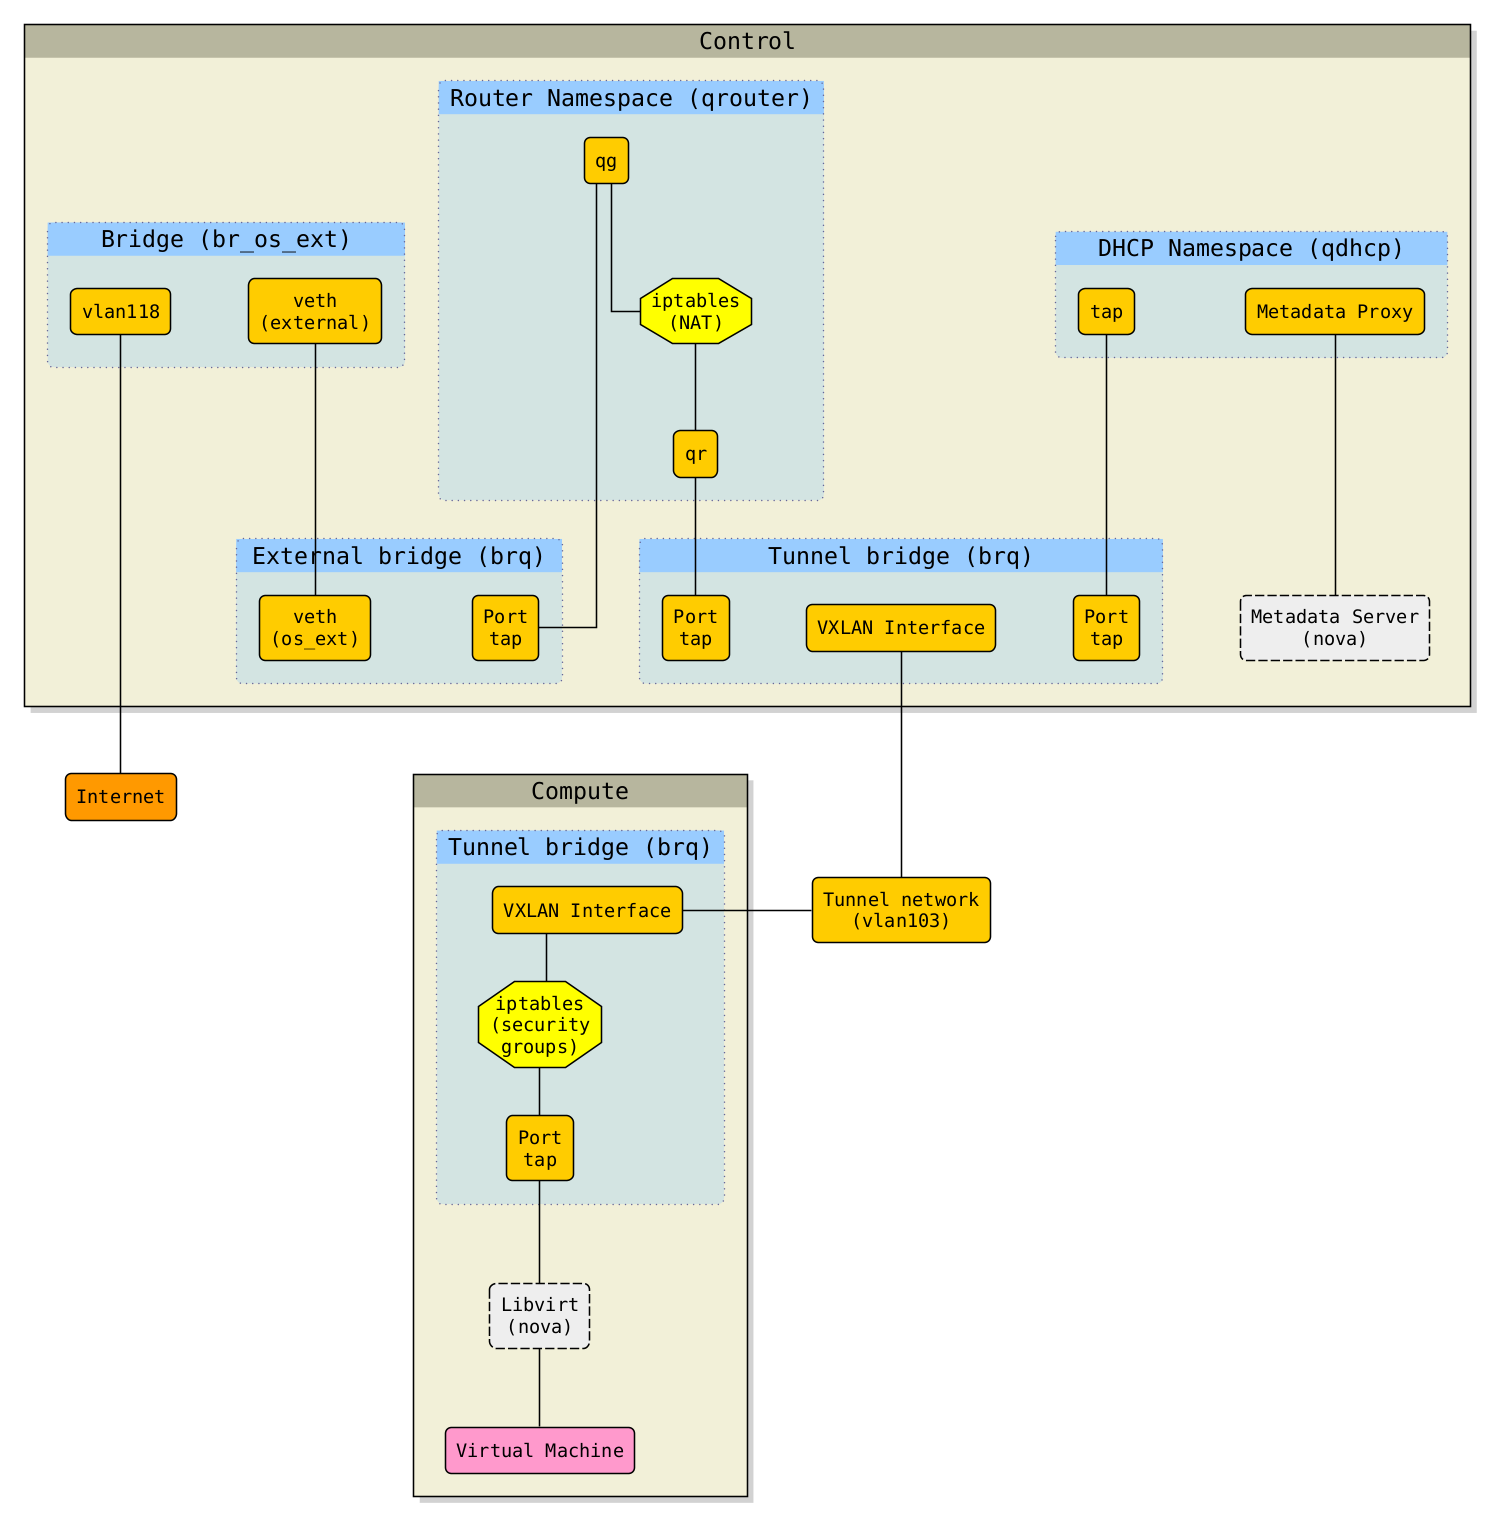 Control
Router Namespace (qrouter)
qg
Bridge (br_os_ext)
vlan118
veth
(external)
iptables
(NAT)
qr
DHCP Namespace (qdhcp)
tap
Metadata Proxy
External bridge (brq)
veth
(os_ext)
Port
tap
Tunnel bridge (brq)
Port
tap
VXLAN Interface
Port
tap
Metadata Server
(nova)
Internet
Compute
Tunnel bridge (brq)
VXLAN Interface
Tunnel network
(vlan103)
iptables
(security
groups)
Port
tap
Libvirt
(nova)
Virtual Machine